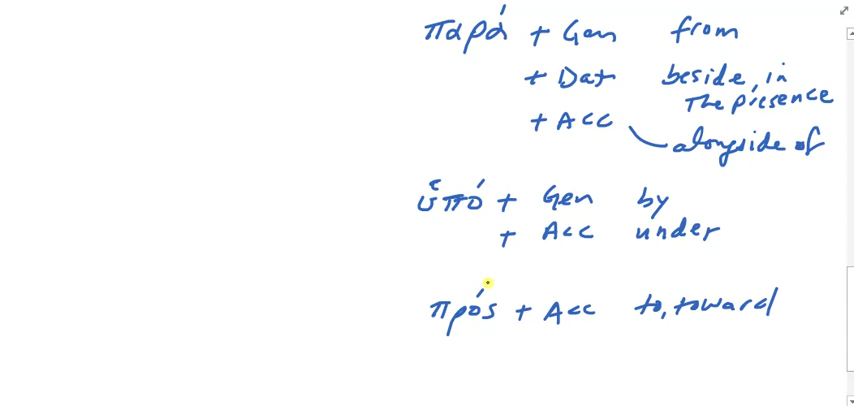 παρά + Gen from
+ Dat beside, in
the presence
+ Acc alongside of
ὑπό + Gen by
+ Acc under
πρός + Acc to, toward